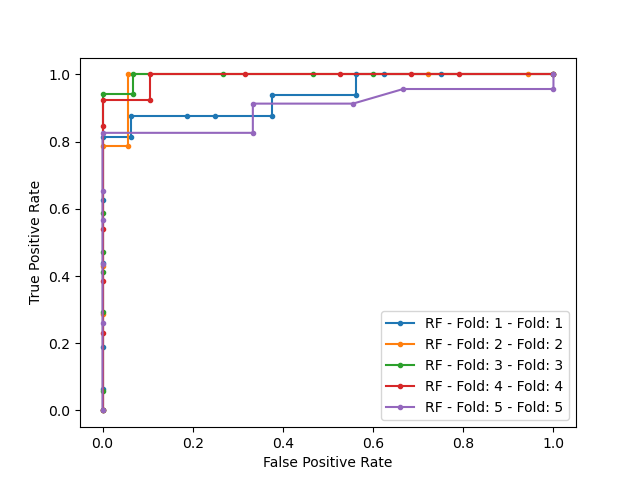 1.0
0.8
0.6
0.4
0.2
0.0
True Positive Rate
RF - Fold: 1 - Fold: 1
RF - Fold: 2 - Fold: 2
RF - Fold: 3 - Fold: 3
RF - Fold: 4 - Fold: 4
RF - Fold: 5 - Fold: 5
0.0 0.2 0.4 0.6 0.8 1.0
False Positive Rate